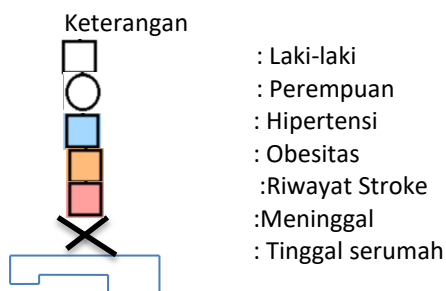 Keterangan
: Laki-laki
: Perempuan
: Hipertensi
: Obesitas
:Riwayat Stroke
:Meninggal
: Tinggal serumah